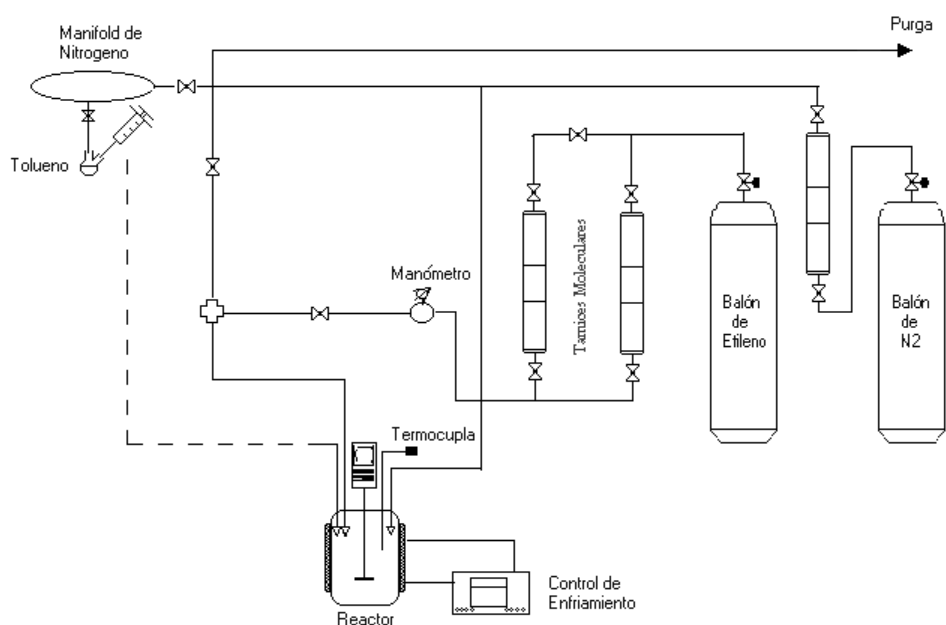 Manifold de
Nitrogeno
Purga
Tolueno
Manómetro
Tamices Moleculares
Balón
de
Etileno
Balón
de
N2
Termocupla
Control de
Enfriamiento
Reactor